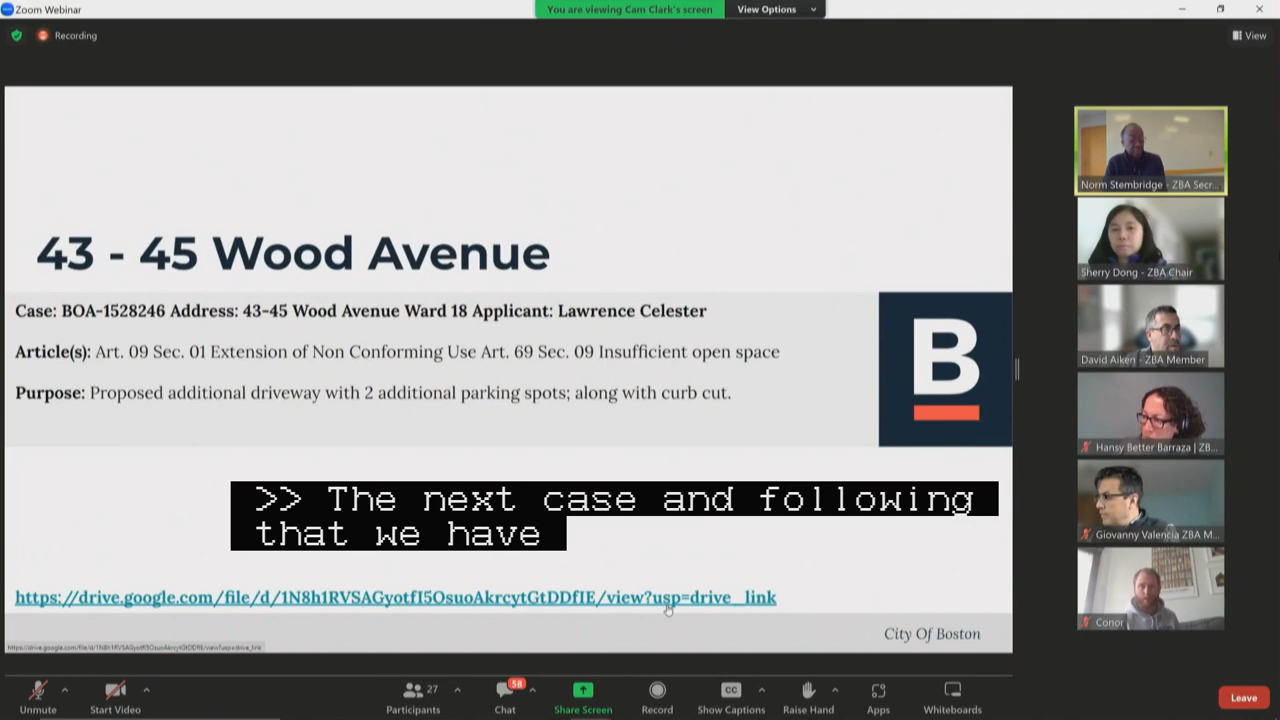 Zoom Webinar
You are viewing Cam Clark's screen
View Options
Recording
View
43 - 45 Wood Avenue
Case: BOA-1528246 Address: 43-45 Wood Avenue Ward 18 Applicant: Lawrence Celester
Article(s): Art. 09 Sec. 01 Extension of Non Conforming Use Art. 69 Sec. 09 Insufficient open space
Purpose: Proposed additional driveway with 2 additional parking spots; along with curb cut.
B
>> The next case and following
that we have
https://drive.google.com/file/d/1N8h1RVSAGyotfI5OsuoAkrcytGtDDfIE/view?usp=drive_link
City Of Boston
Norm Stembridge - ZBA Secr...
Sherry Dong - ZBA Chair
David Aiken - ZBA Member
Hansy Better Barraza | ZB...
Giovanny Valencia ZBA M...
Conor
Unmute
Start Video
27
Participants
58
Chat
Share Screen
Record
CC
Show Captions
Raise Hand
Apps
Whiteboards
Leave